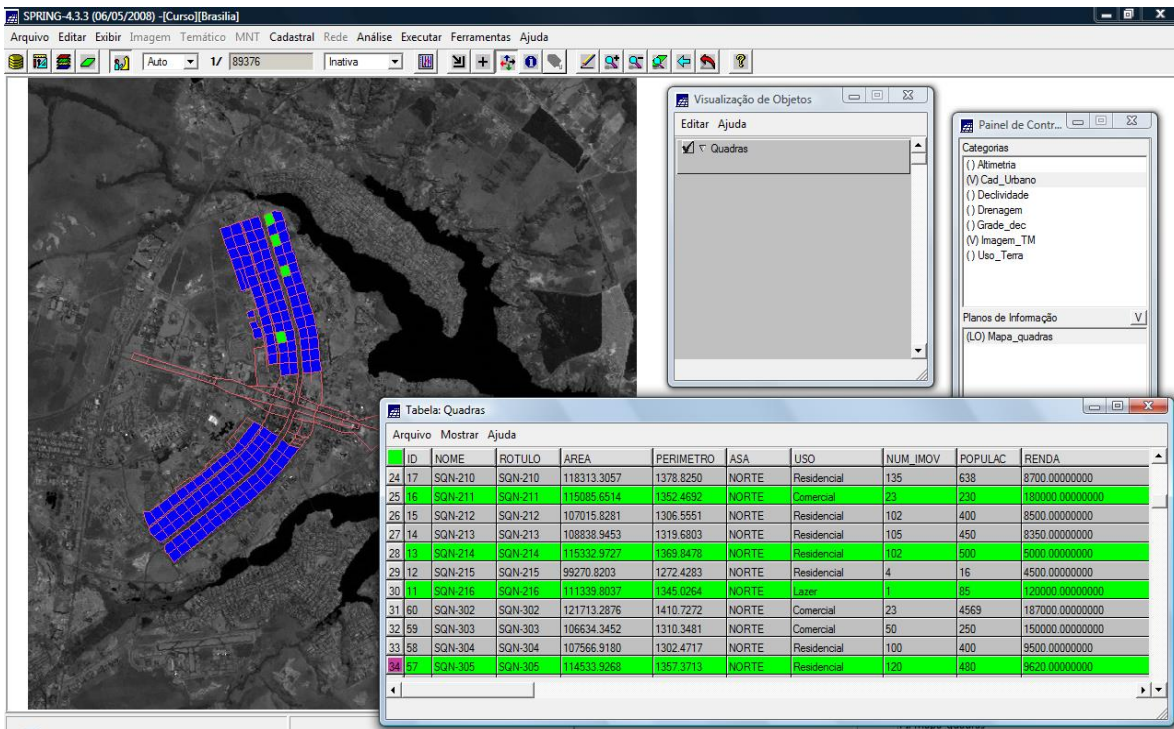 SPRING-4.3.3 (06/05/2008) -[Curso][Brasilia]
Arquivo Editar Exibir Imagem Temático MNT Cadastral Rede Análise Executar Ferramentas Ajuda
Auto 1/ 89376 Inativa
Visualização de Objetos
Editar Ajuda
Quadras
Painel de Contr...
Categorias
( ) Altimetria
(V) Cad_Urbano
( ) Declividade
( ) Drenagem
( ) Grade_dec
(V) Imagem_TM
( ) Uso_Terra
Planos de Informação V
(LO) Mapa_quadras
Tabela: Quadras
Arquivo Mostrar Ajuda
ID NOME ROTULO AREA PERIMETRO ASA USO NUM_IMOV POPULAC RENDA
24 17 SQN-210 SQN-210 118313.3057 1378.8250 NORTE Residencial 135 638 8700.00000000
25 16 SQN-211 SQN-211 115085.6514 1352.4692 NORTE Comercial 23 230 180000.00000000
26 15 SQN-212 SQN-212 107015.8281 1306.5551 NORTE Residencial 102 400 8500.00000000
27 14 SQN-213 SQN-213 108838.9453 1319.6803 NORTE Residencial 105 450 8350.00000000
28 13 SQN-214 SQN-214 115332.9727 1369.8478 NORTE Residencial 102 500 5000.00000000
29 12 SQN-215 SQN-215 99270.8203 1272.4283 NORTE Residencial 4 16 4500.00000000
30 11 SQN-216 SQN-216 111339.8037 1345.0264 NORTE Lazer 1 85 120000.00000000
31 60 SQN-302 SQN-302 121713.2876 1410.7272 NORTE Comercial 23 4569 187000.00000000
32 59 SQN-303 SQN-303 106634.3452 1310.3481 NORTE Comercial 50 250 150000.00000000
33 58 SQN-304 SQN-304 107566.9180 1302.4717 NORTE Residencial 100 400 9500.00000000
34 57 SQN-305 SQN-305 114533.9268 1357.3713 NORTE Residencial 120 480 9620.00000000